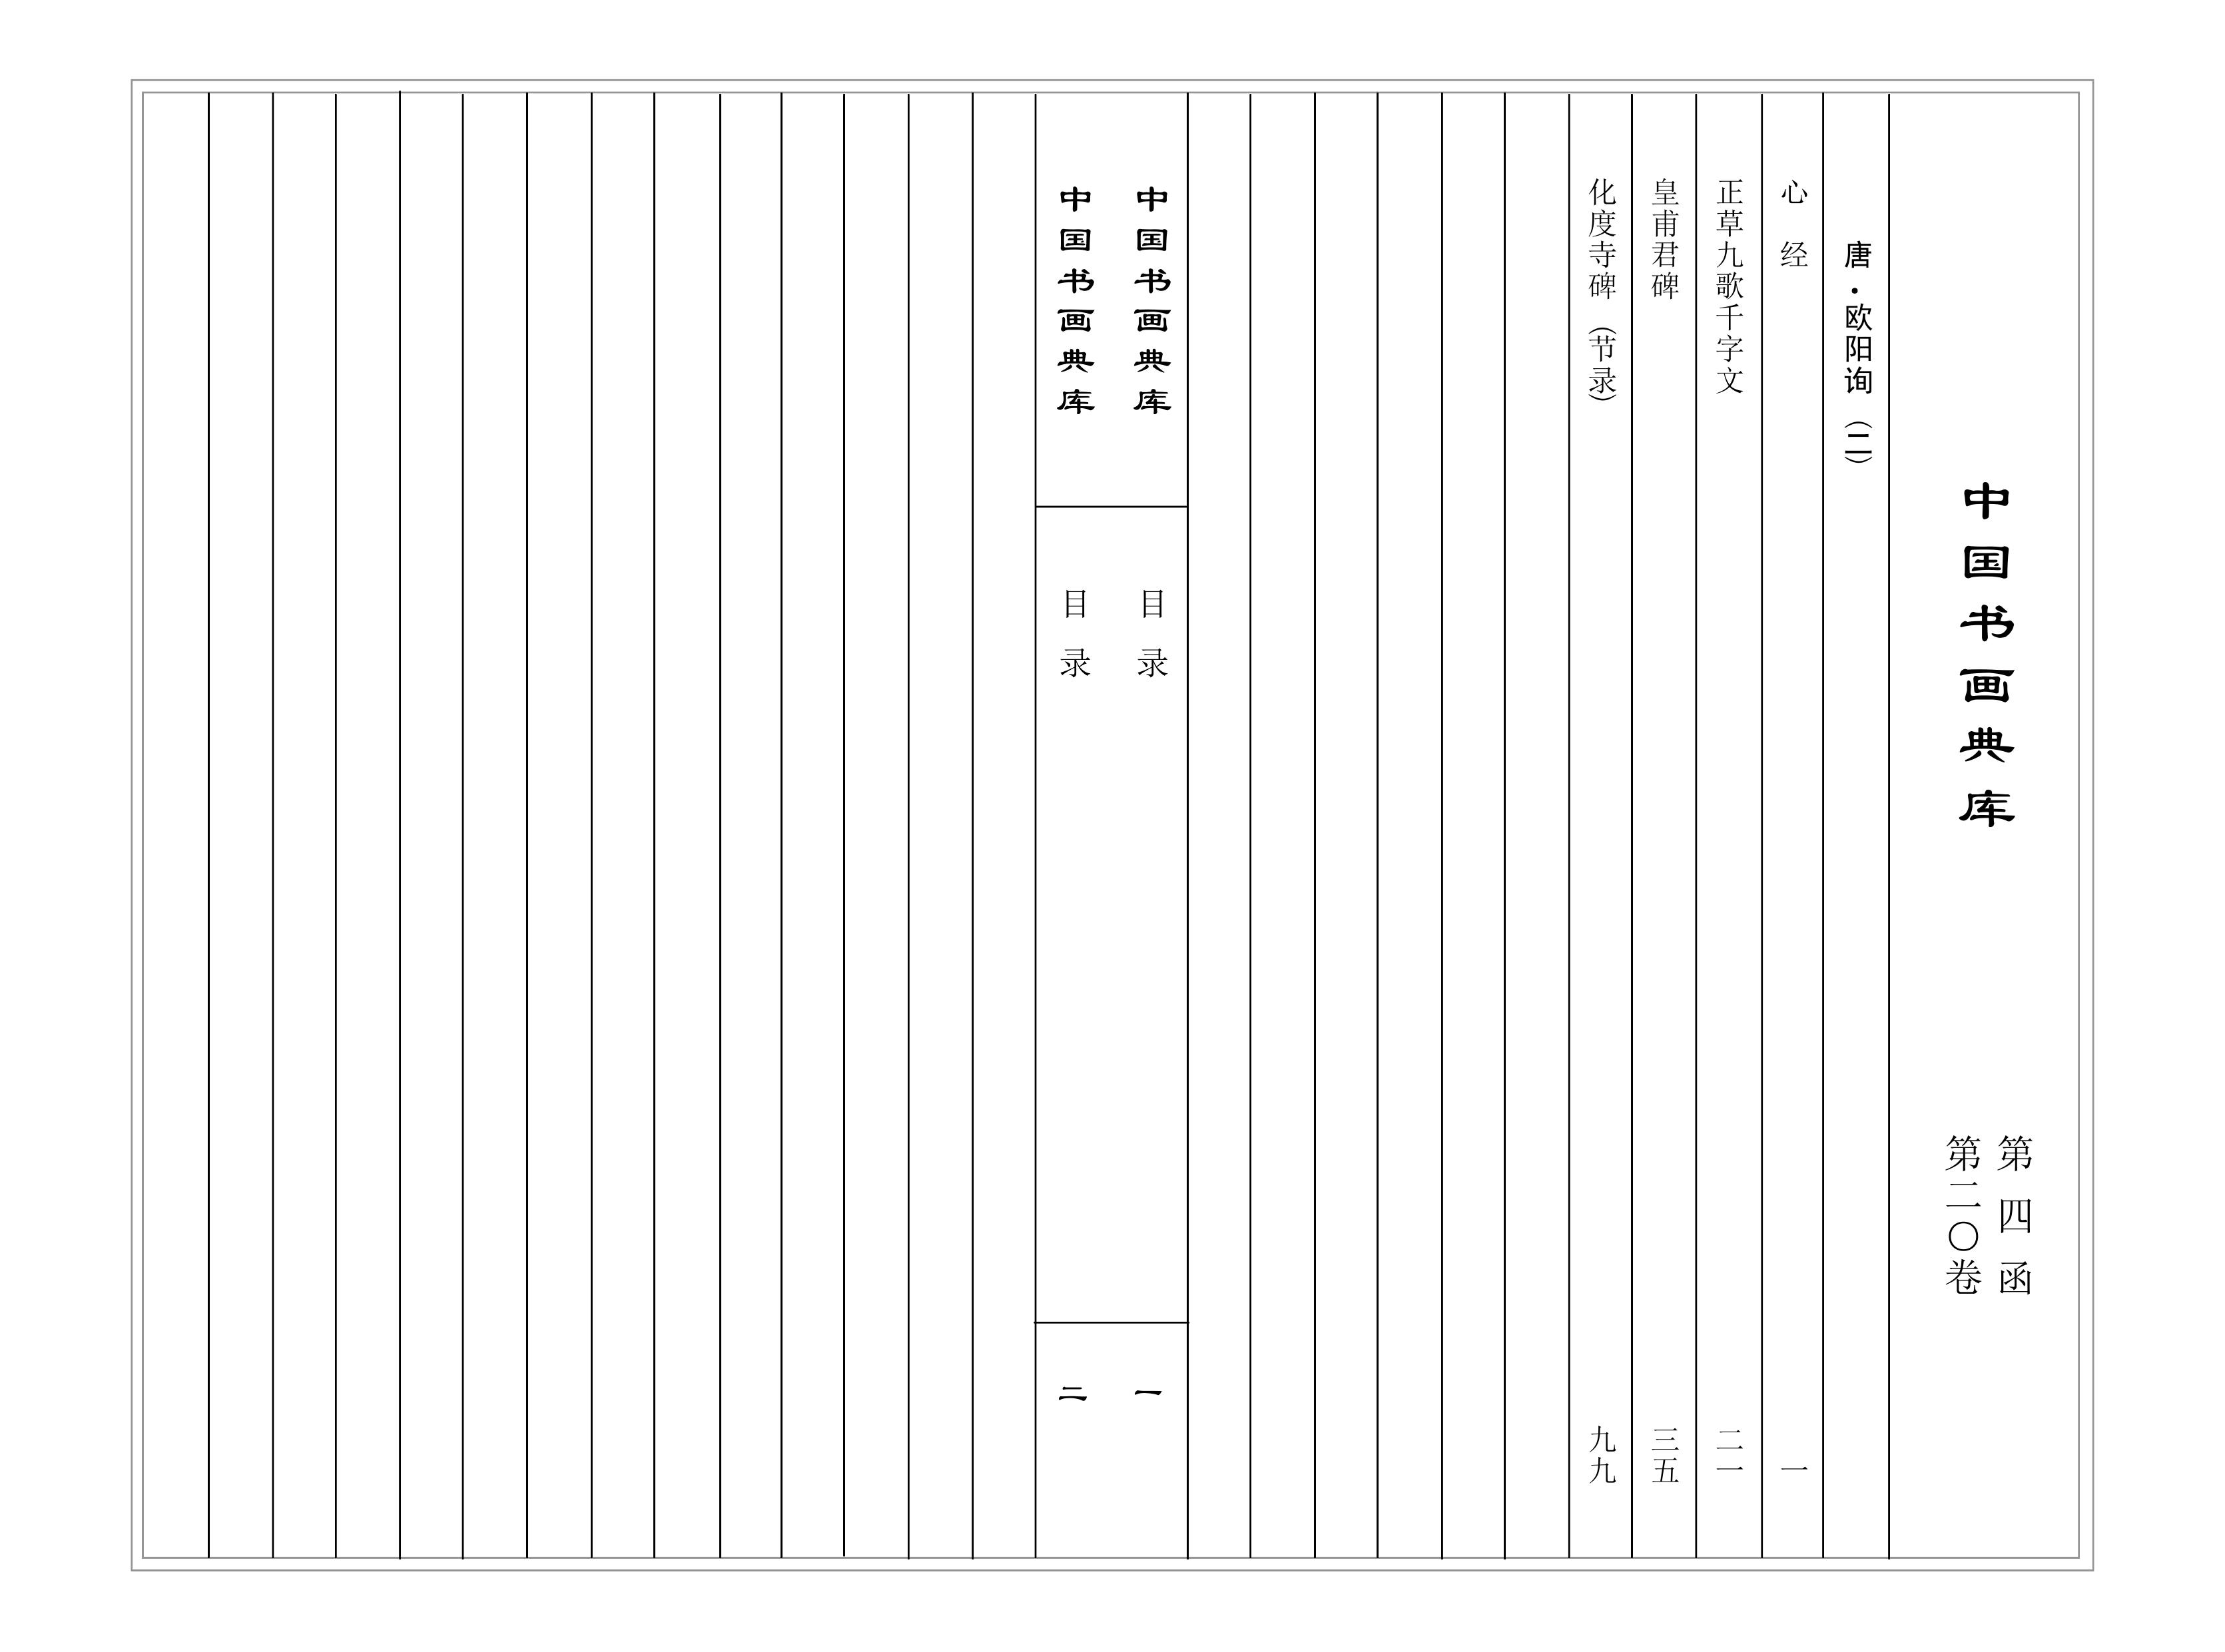 中国书画典库
第四函
第二〇卷
唐·欧阳询（二）
心经 一
正草九歌千字文 二一
皇甫君碑 三五
化度寺碑（节录） 九九
中国书画典库 目录 一
中国书画典库 目录 二